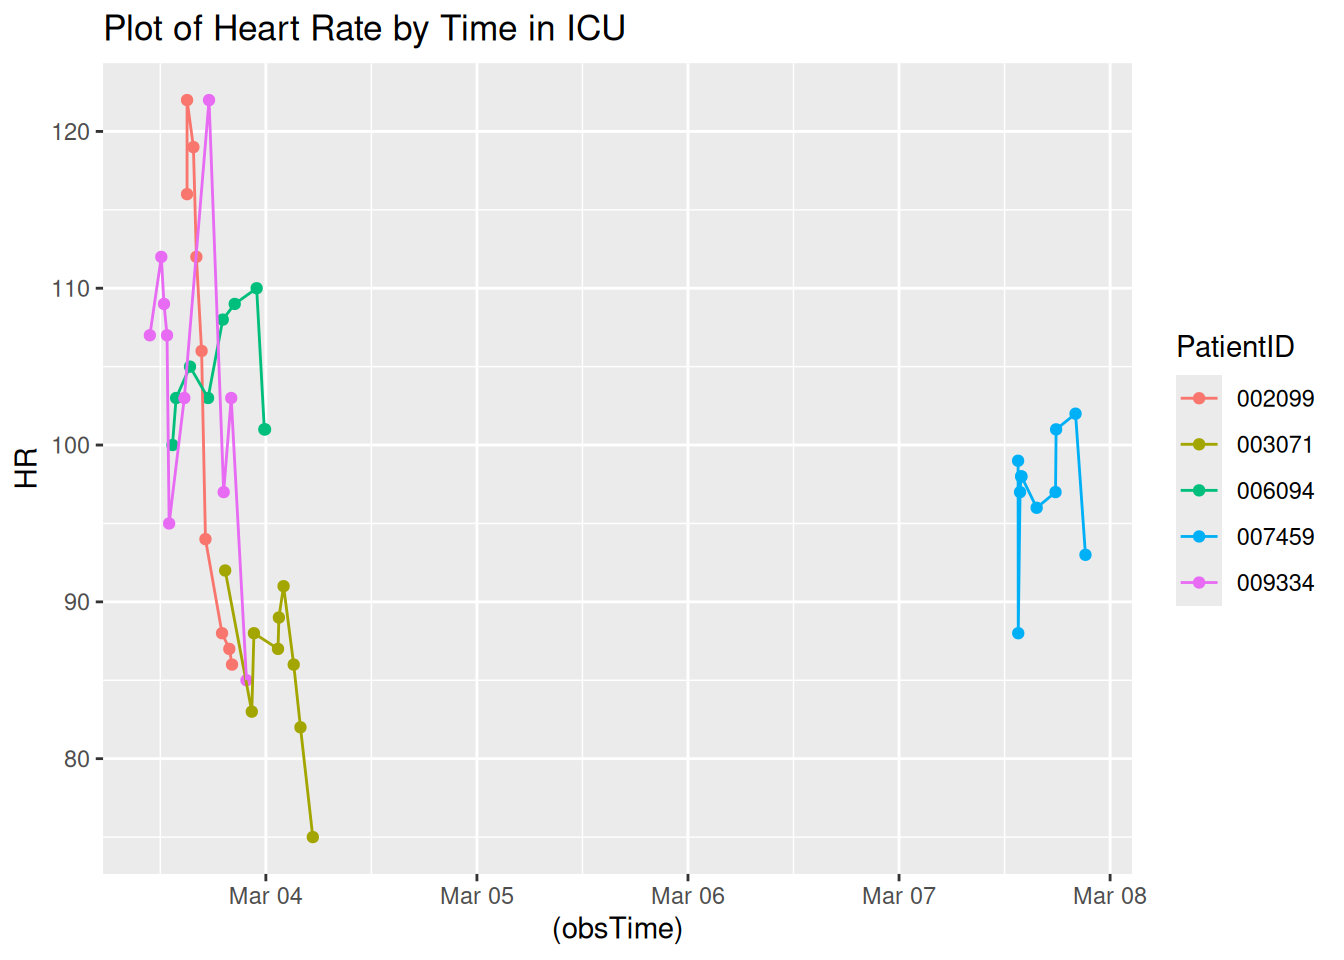 Plot of Heart Rate by Time in ICU
120
110
100
90
80
HR
Mar 04
Mar 05
Mar 06
Mar 07
Mar 08
(obsTime)
PatientID
002099
003071
006094
007459
009334